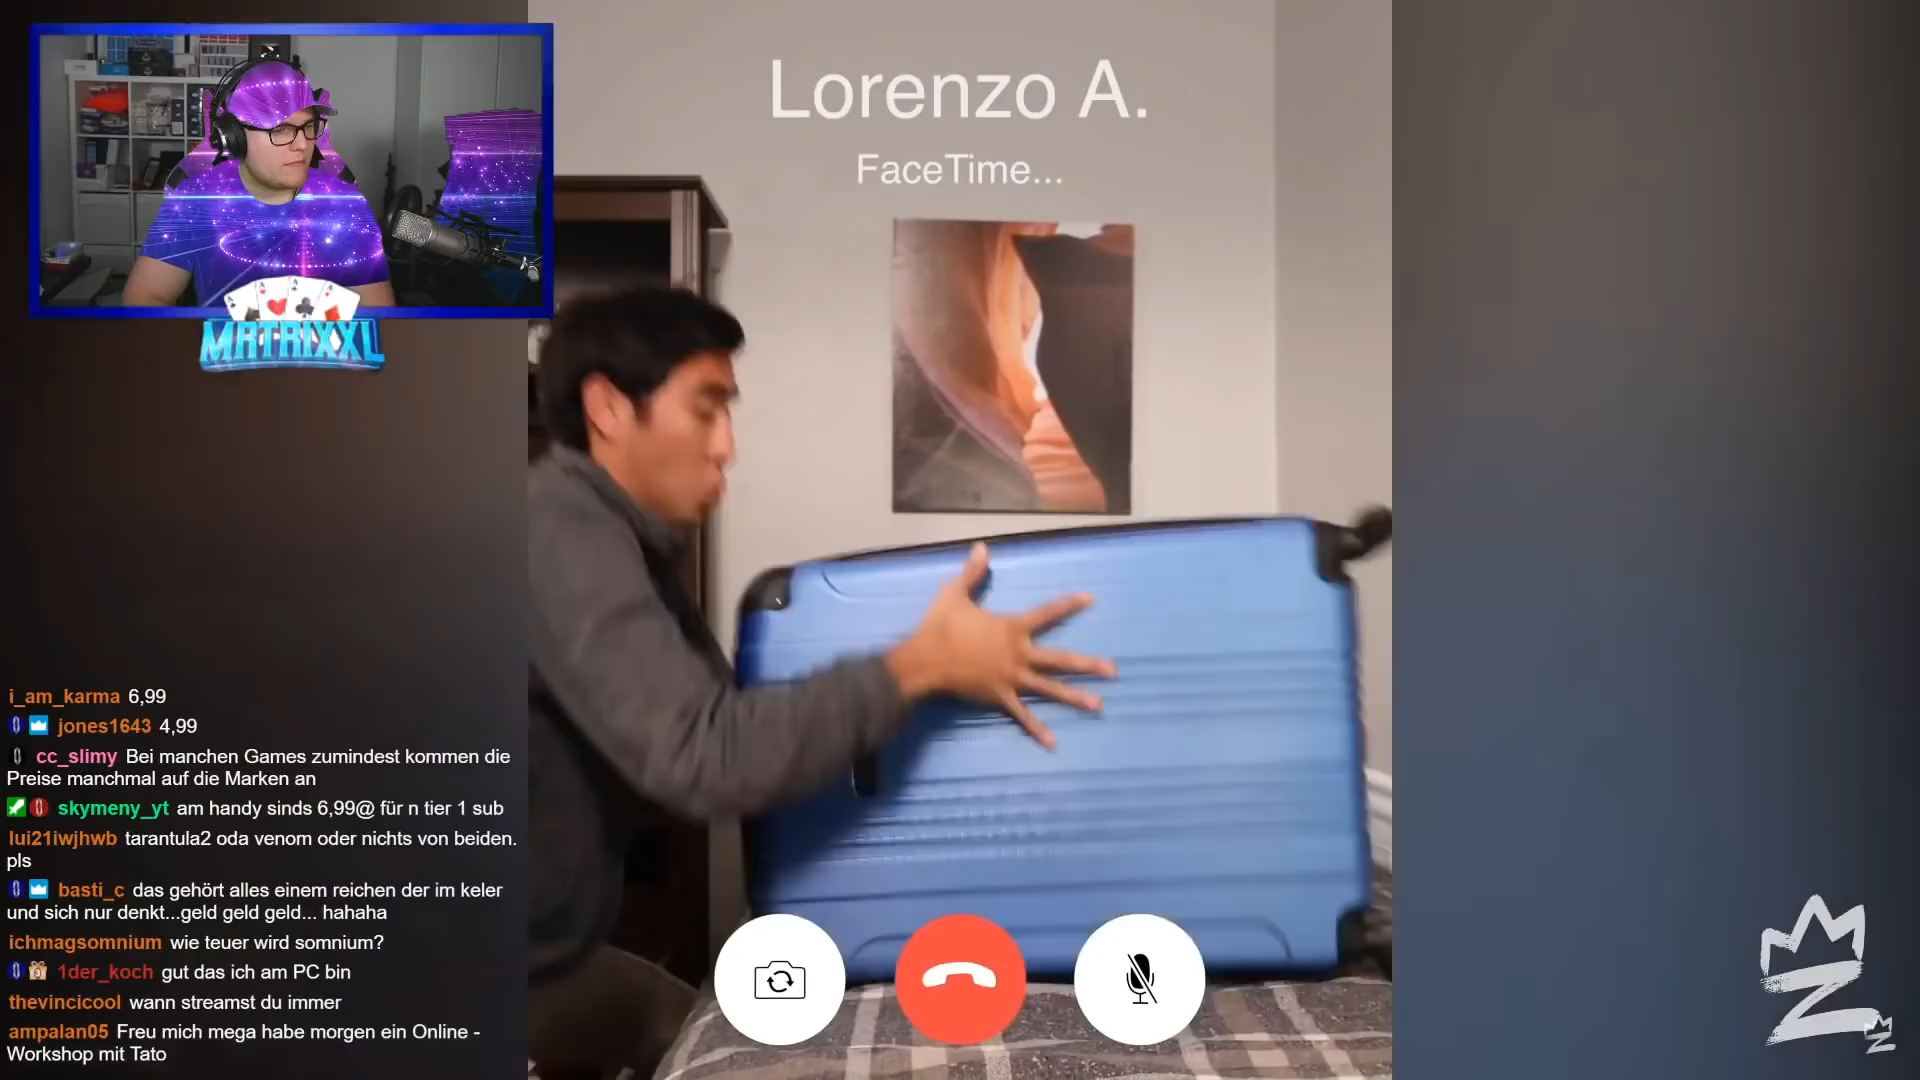 Lorenzo A.
FaceTime...
MRTRIXXL
i_am_karma 6,99
jones1643 4,99
cc_slimy Bei manchen Games zumindest kommen die
Preise manchmal auf die Marken an
skymeny_yt am handy sinds 6,99@ für n tier 1 sub
lui21iwjhwb tarantula2 oda venom oder nichts von beiden.
pls
basti_c das gehört alles einem reichen der im keler
und sich nur denkt...geld geld geld... hahaha
ichmagsomnium wie teuer wird somnium?
1der_koch gut das ich am PC bin
thevincicool wann streamst du immer
ampalan05 Freu mich mega habe morgen ein Online -
Workshop mit Tato
Z
Z